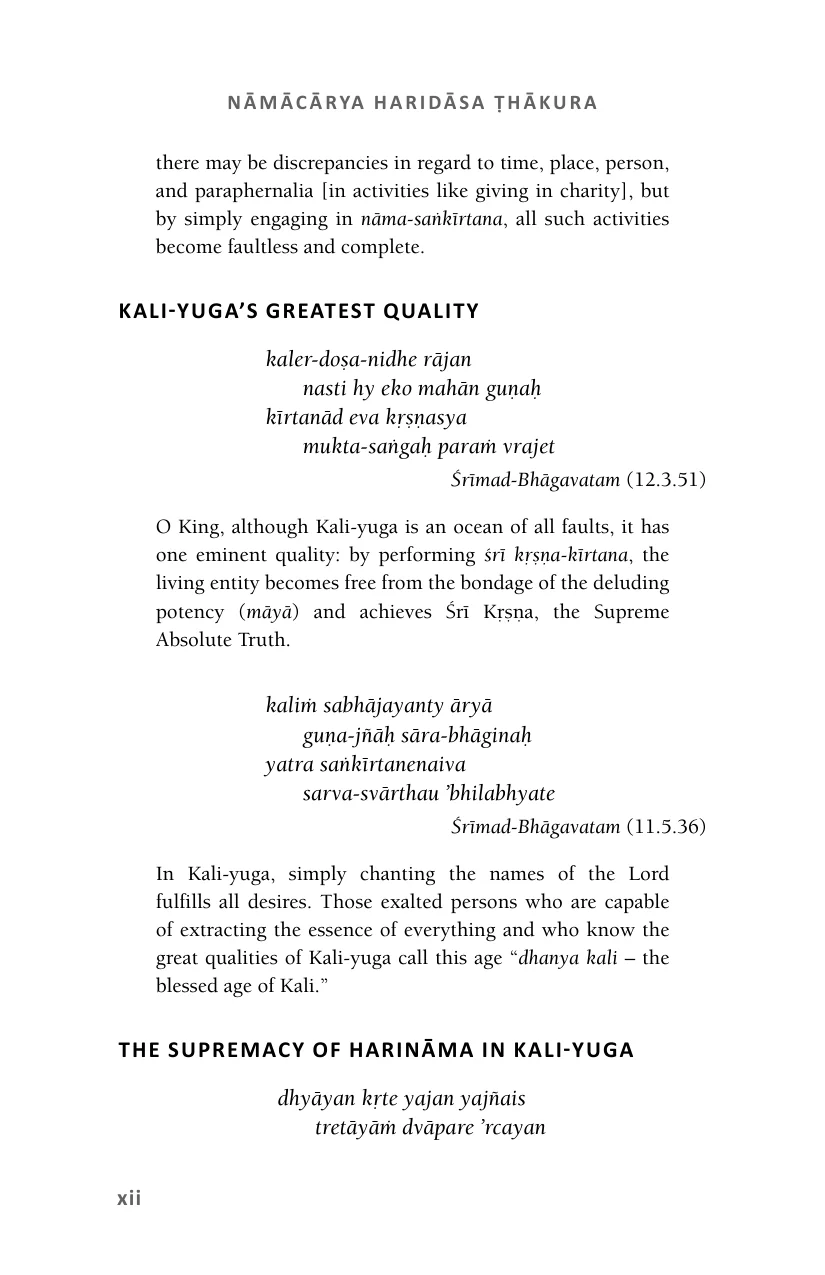 NĀMĀCĀRYA HARIDĀSA ṬHĀKURA
there may be discrepancies in regard to time, place, person,
and paraphernalia [in activities like giving in charity], but
by simply engaging in nāma-saṅkīrtana, all such activities
become faultless and complete.
KALI-YUGA’S GREATEST QUALITY
kaler-doṣa-nidhe rājan
nasti hy eko mahān guṇaḥ
kīrtanād eva kṛṣṇasya
mukta-saṅgaḥ paraṁ vrajet
Śrīmad-Bhāgavatam (12.3.51)
O King, although Kali-yuga is an ocean of all faults, it has
one eminent quality: by performing śrī kṛṣṇa-kīrtana, the
living entity becomes free from the bondage of the deluding
potency (māyā) and achieves Śrī Kṛṣṇa, the Supreme
Absolute Truth.
kaliṁ sabhājayanty āryā
guṇa-jñāḥ sāra-bhāginaḥ
yatra saṅkīrtanenaiva
sarva-svārthau ’bhilabhyate
Śrīmad-Bhāgavatam (11.5.36)
In Kali-yuga, simply chanting the names of the Lord
fulfills all desires. Those exalted persons who are capable
of extracting the essence of everything and who know the
great qualities of Kali-yuga call this age “dhanya kali – the
blessed age of Kali.”
THE SUPREMACY OF HARINĀMA IN KALI-YUGA
dhyāyan kṛte yajan yajñais
tretāyāṁ dvāpare ’rcayan
xii